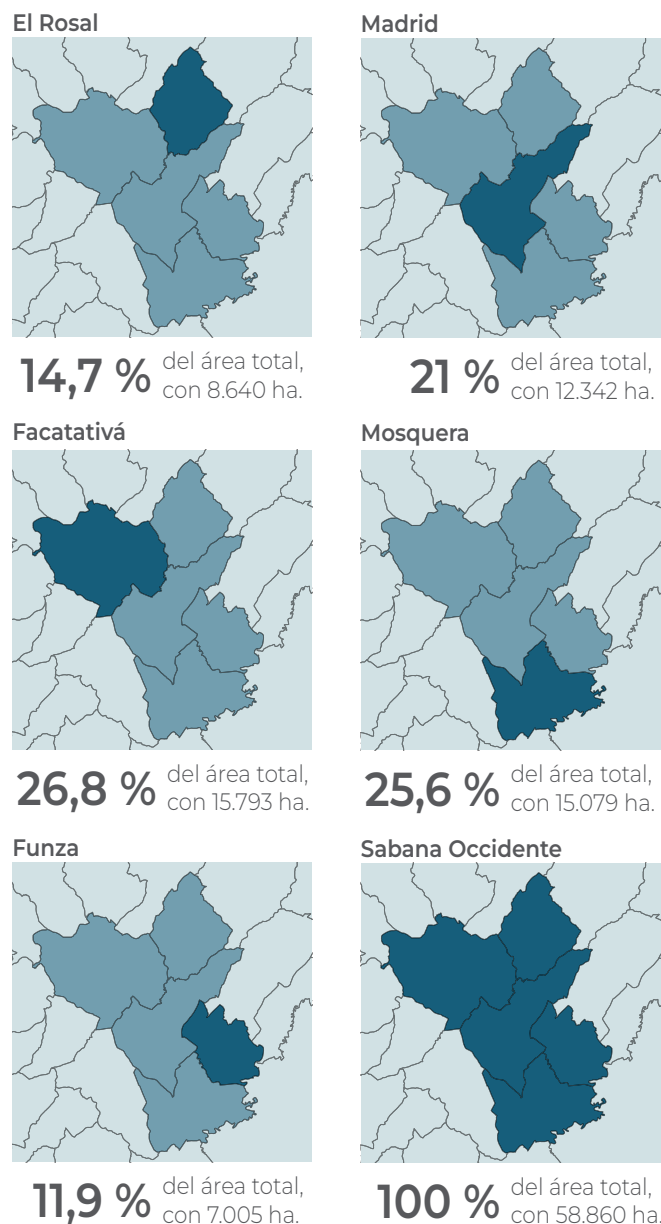 El Rosal
14,7 %
del área total,
con 8.640 ha.
Madrid
21 %
del área total,
con 12.342 ha.
Facatativá
26,8 %
del área total,
con 15.793 ha.
Mosquera
25,6 %
del área total,
con 15.079 ha.
Funza
11,9 %
del área total,
con 7.005 ha.
Sabana Occidente
100 %
del área total,
con 58.860 ha.